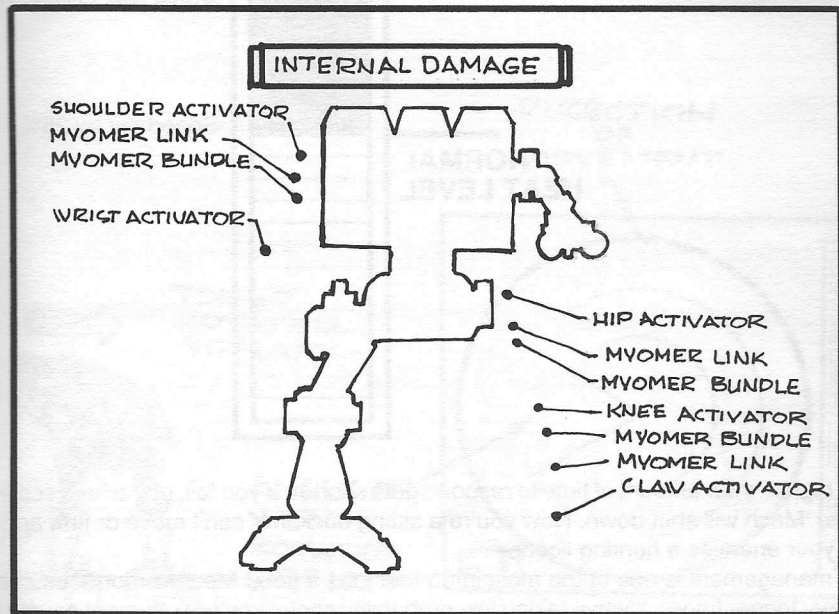 INTERNAL DAMAGE
SHOULDER ACTIVATOR
MYOMER LINK
MYOMER BUNDLE
WRIST ACTIVATOR
HIP ACTIVATOR
MYOMER LINK
MYOMER BUNDLE
KNEE ACTIVATOR
MYOMER BUNDLE
MYOMER LINK
CLAW ACTIVATOR